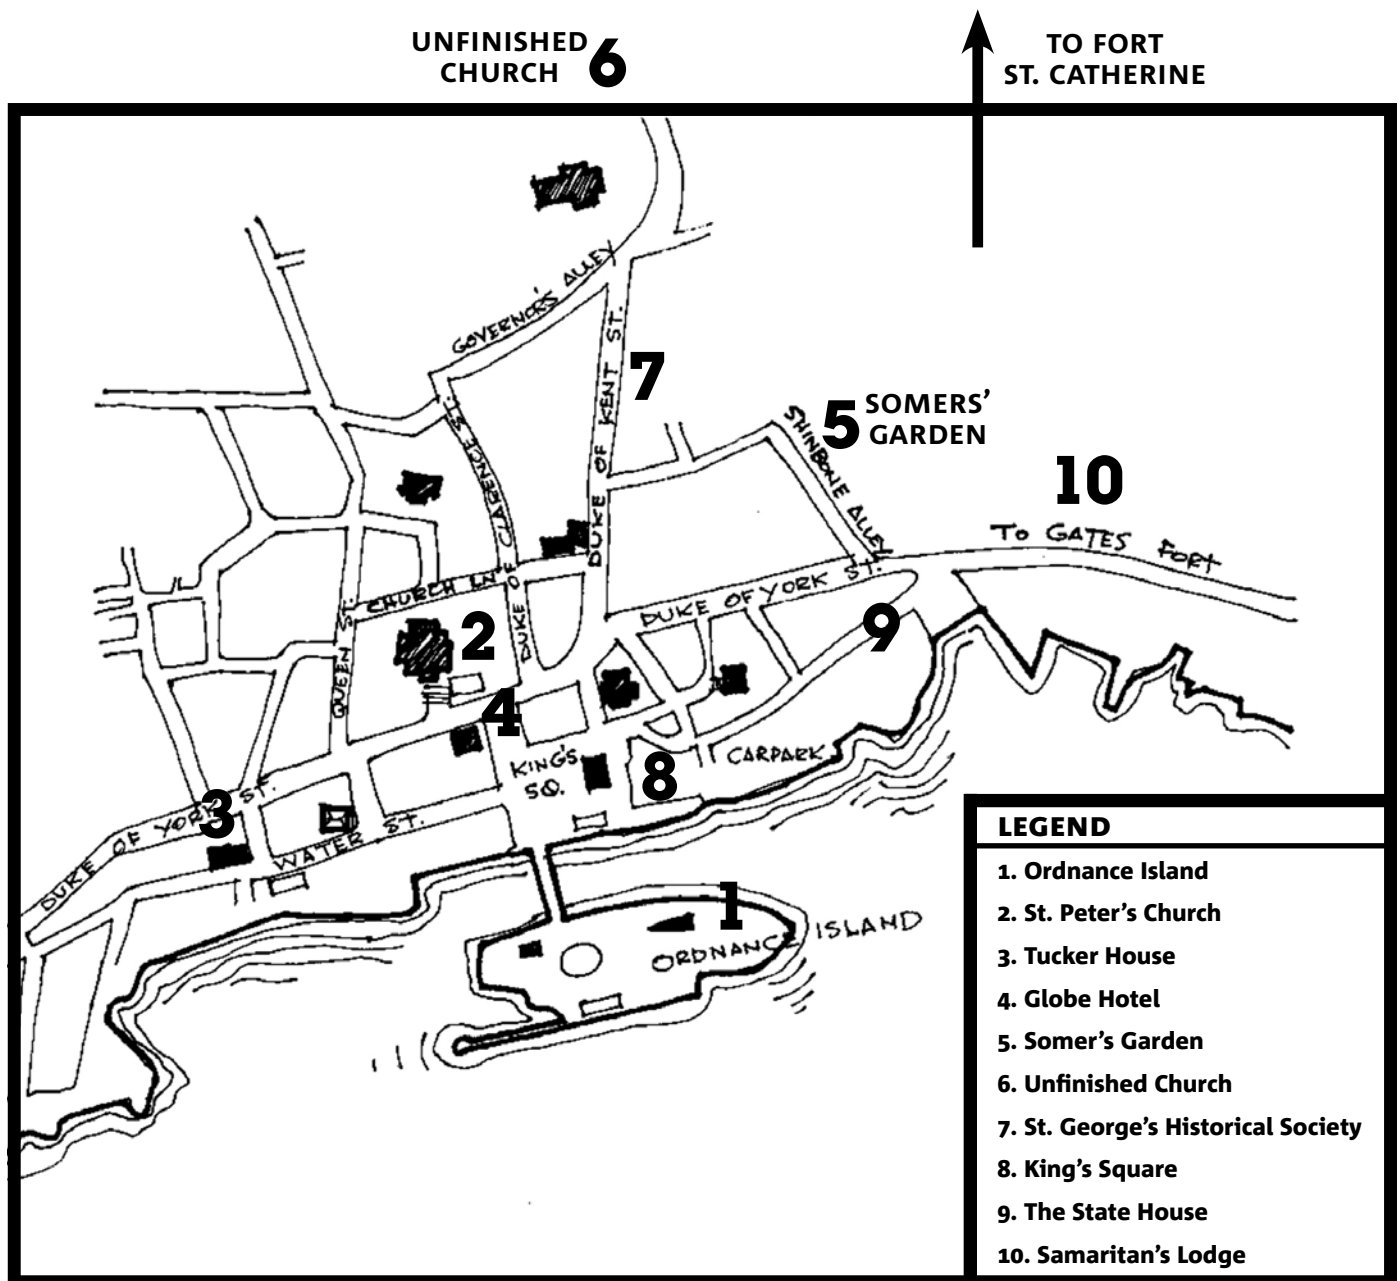 UNFINISHED
CHURCH 6
TO FORT
ST. CATHERINE
GOVERNOR'S ALLEY
DUKE OF KENT ST.
7
5 SOMERS'
GARDEN
SHINBONE ALLEY
10
TO GATES FORT
DUKE OF CLARENCE ST.
CHURCH LN.
QUEEN ST.
2
DUKE OF YORK ST.
9
4
KING'S
SQ.
8
CARPARK
3
DUKE OF YORK ST.
WATER ST.
1
ORDNANCE ISLAND
LEGEND
1. Ordnance Island
2. St. Peter's Church
3. Tucker House
4. Globe Hotel
5. Somer's Garden
6. Unfinished Church
7. St. George's Historical Society
8. King's Square
9. The State House
10. Samaritan's Lodge